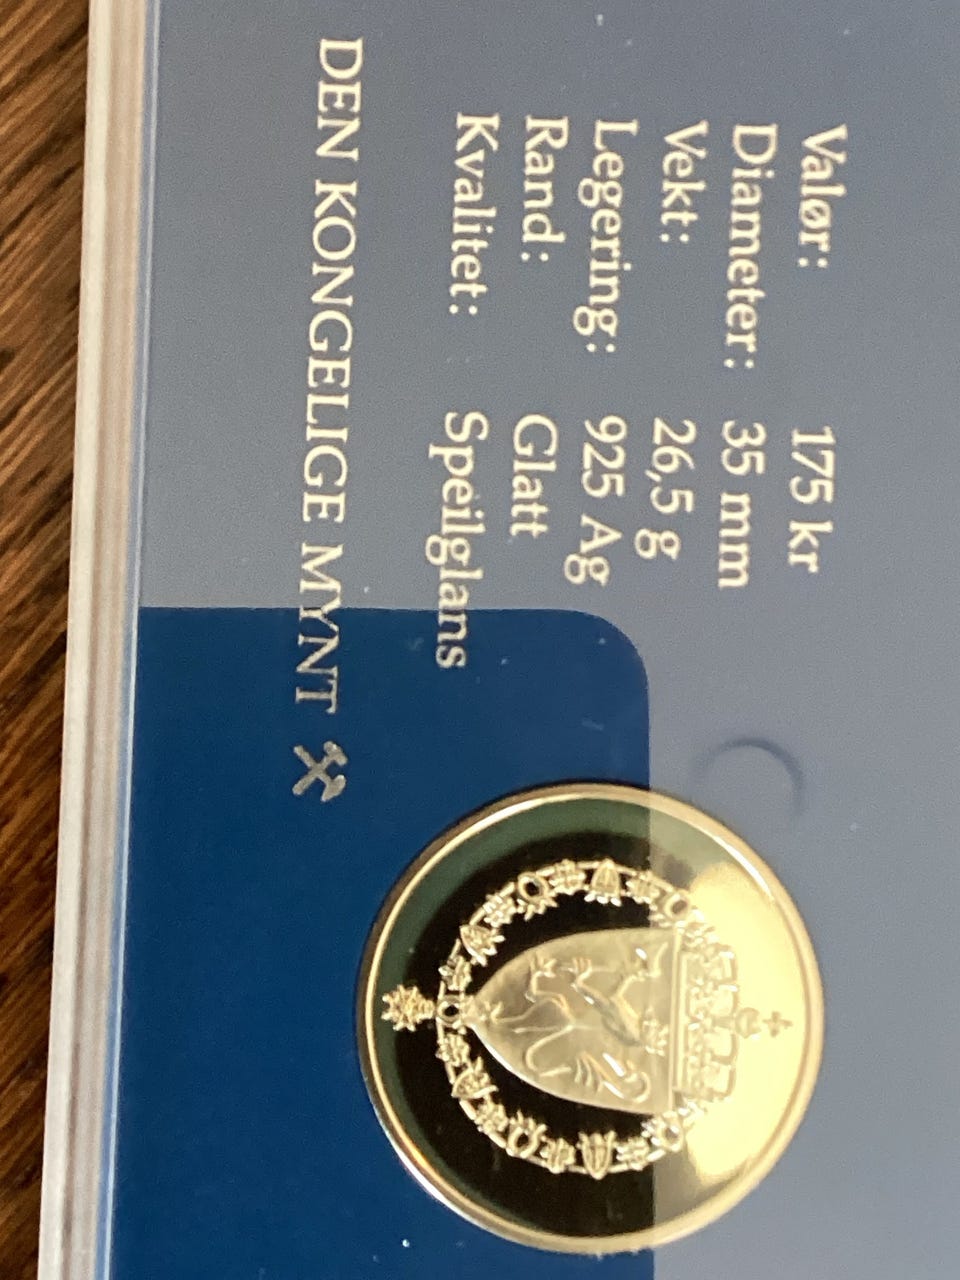 Valør: 175 kr
Diameter: 35 mm
Vekt: 26,5 g
Legering: 925 Ag
Rand: Glatt
Kvalitet: Speilglans
DEN KONGELIGE MYNT